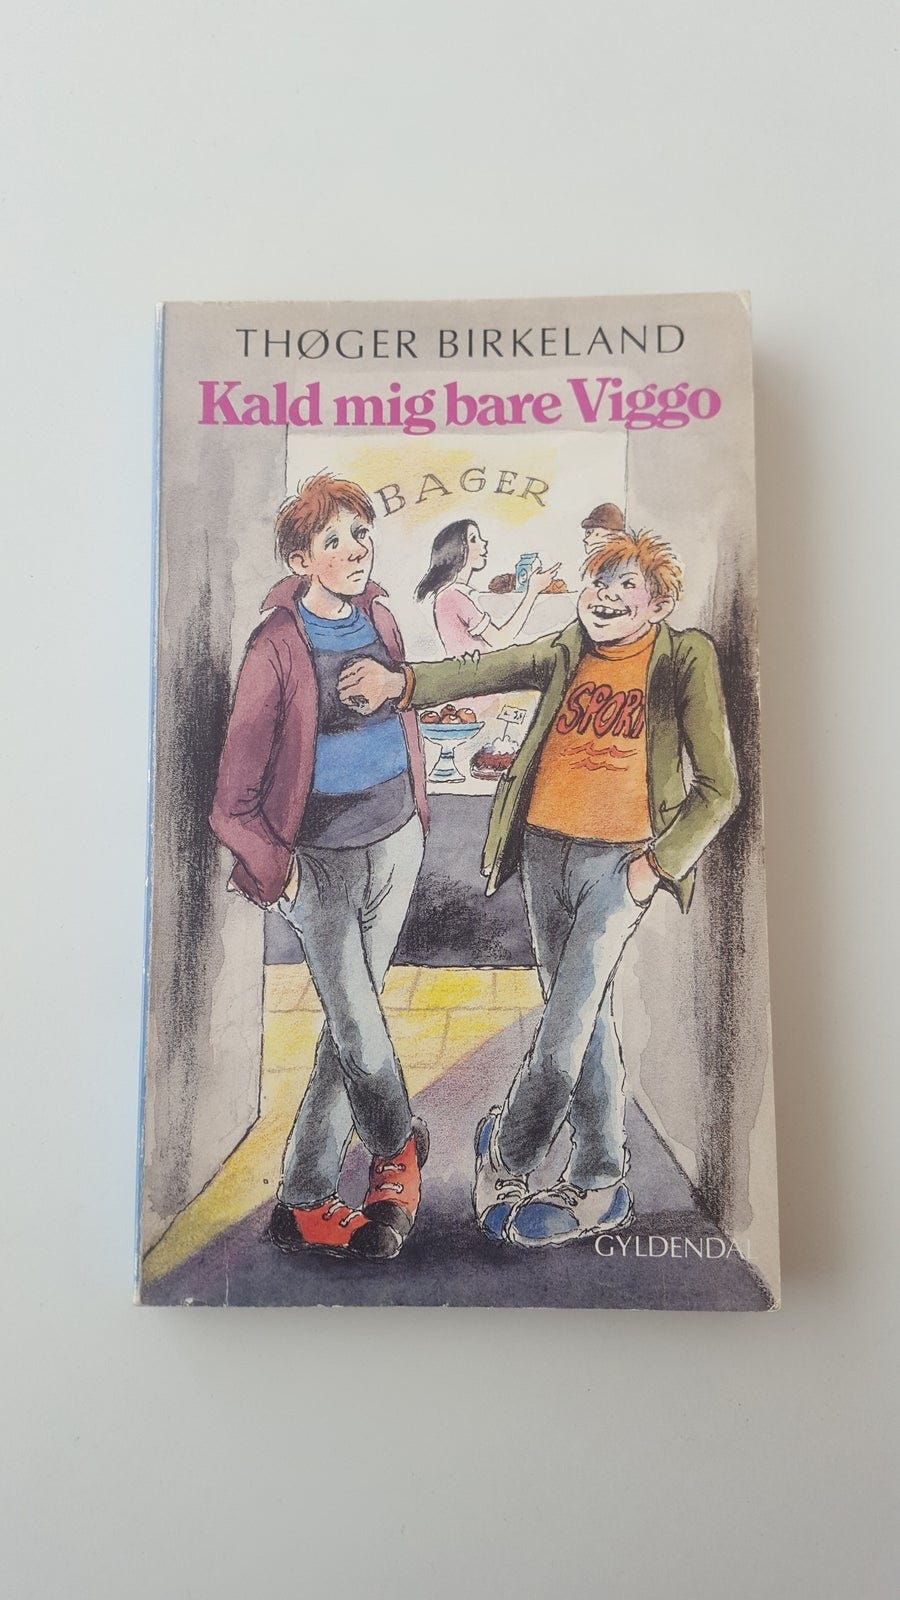 THØGER BIRKELAND
Kald mig bare Viggo
BAGER
SPORT
GYLDENDAL